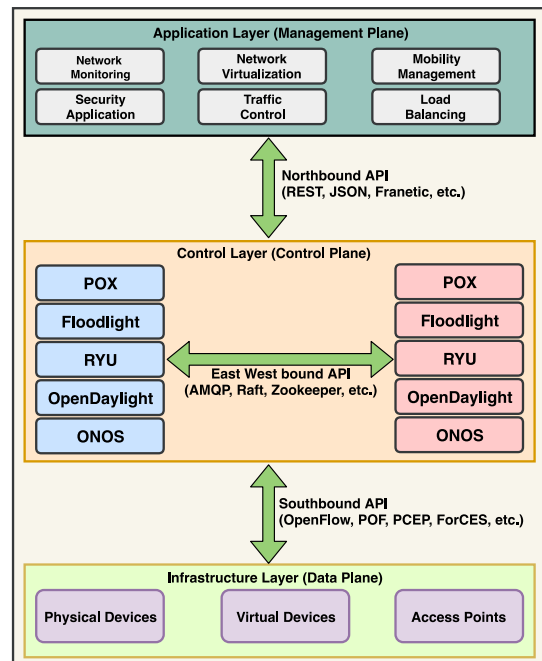 Application Layer (Management Plane)
Network
Monitoring
Network
Virtualization
Mobility
Management
Security
Application
Traffic
Control
Load
Balancing
Northbound API
(REST, JSON, Franetic, etc.)
Control Layer (Control Plane)
POX
Floodlight
RYU
OpenDaylight
ONOS
East West bound API
(AMQP, Raft, Zookeeper, etc.)
POX
Floodlight
RYU
OpenDaylight
ONOS
Southbound API
(OpenFlow, POF, PCEP, ForCES, etc.)
Infrastructure Layer (Data Plane)
Physical Devices
Virtual Devices
Access Points